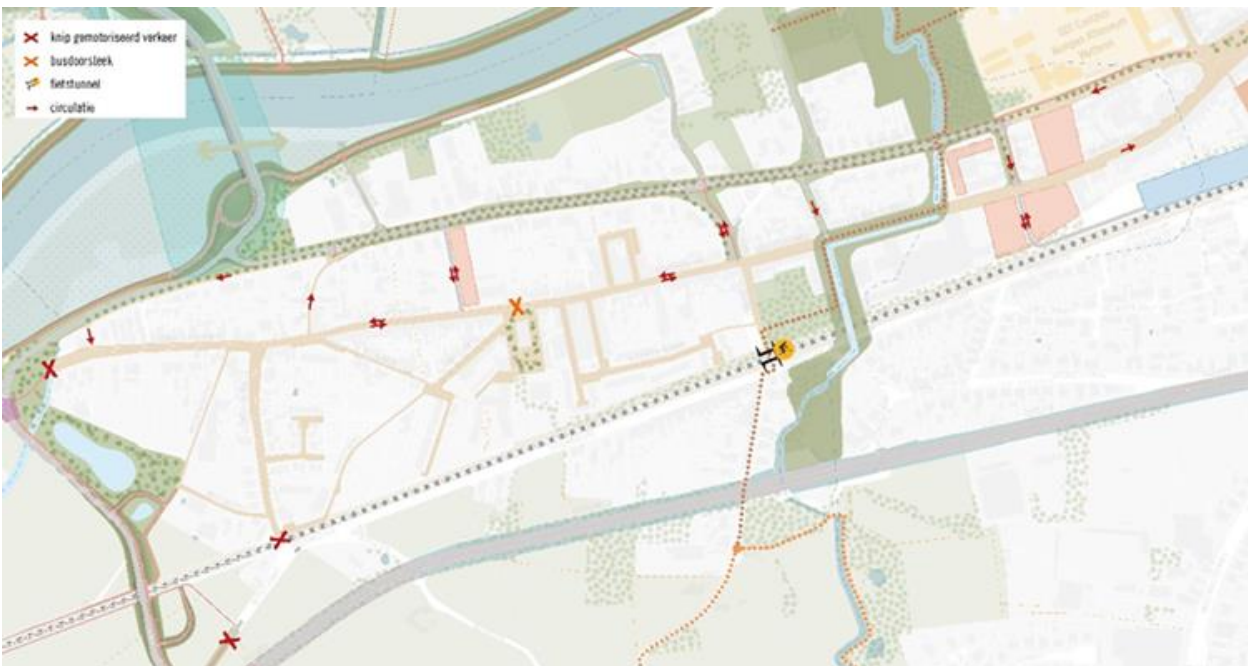 knip gemotoriseerd verkeer
busdoorsteek
fietstunnel
circulatie